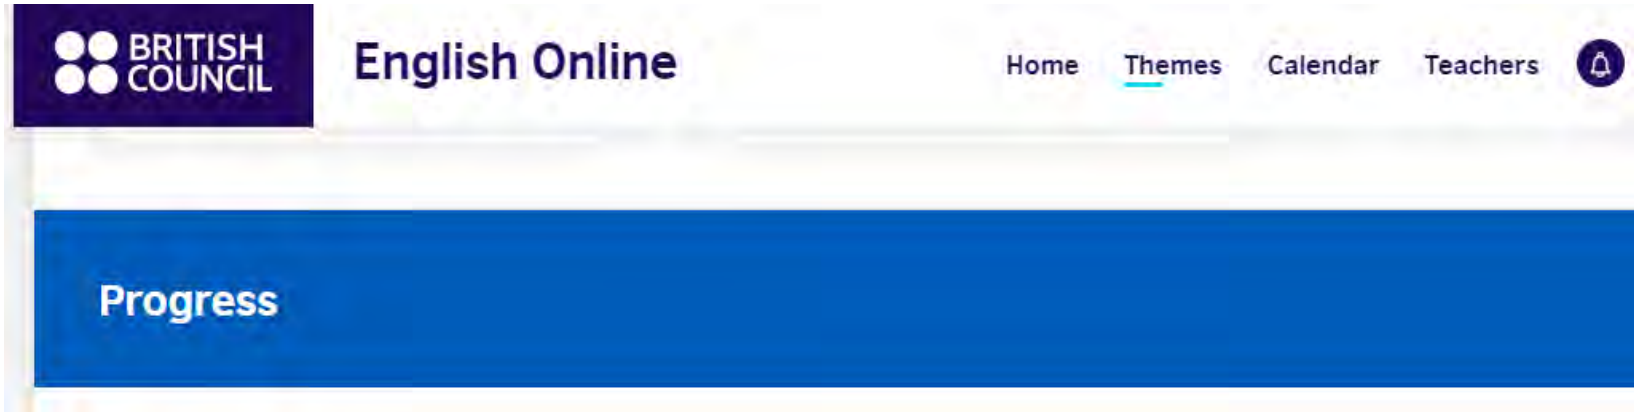 BRITISH
COUNCIL
English Online
Home Themes Calendar Teachers
Progress